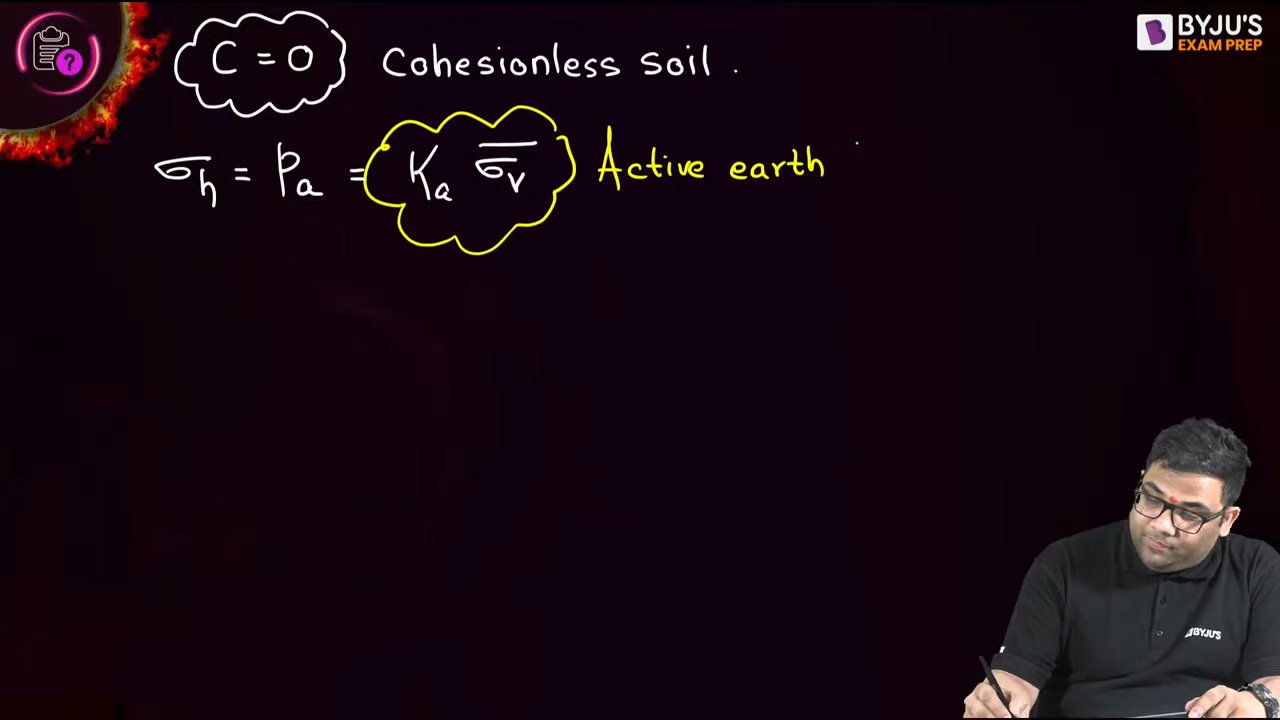 BYJU'S
EXAM PREP
?
C = 0 Cohesionless soil .
σh = Pa = Ka σ̅v Active earth
BYJU'S